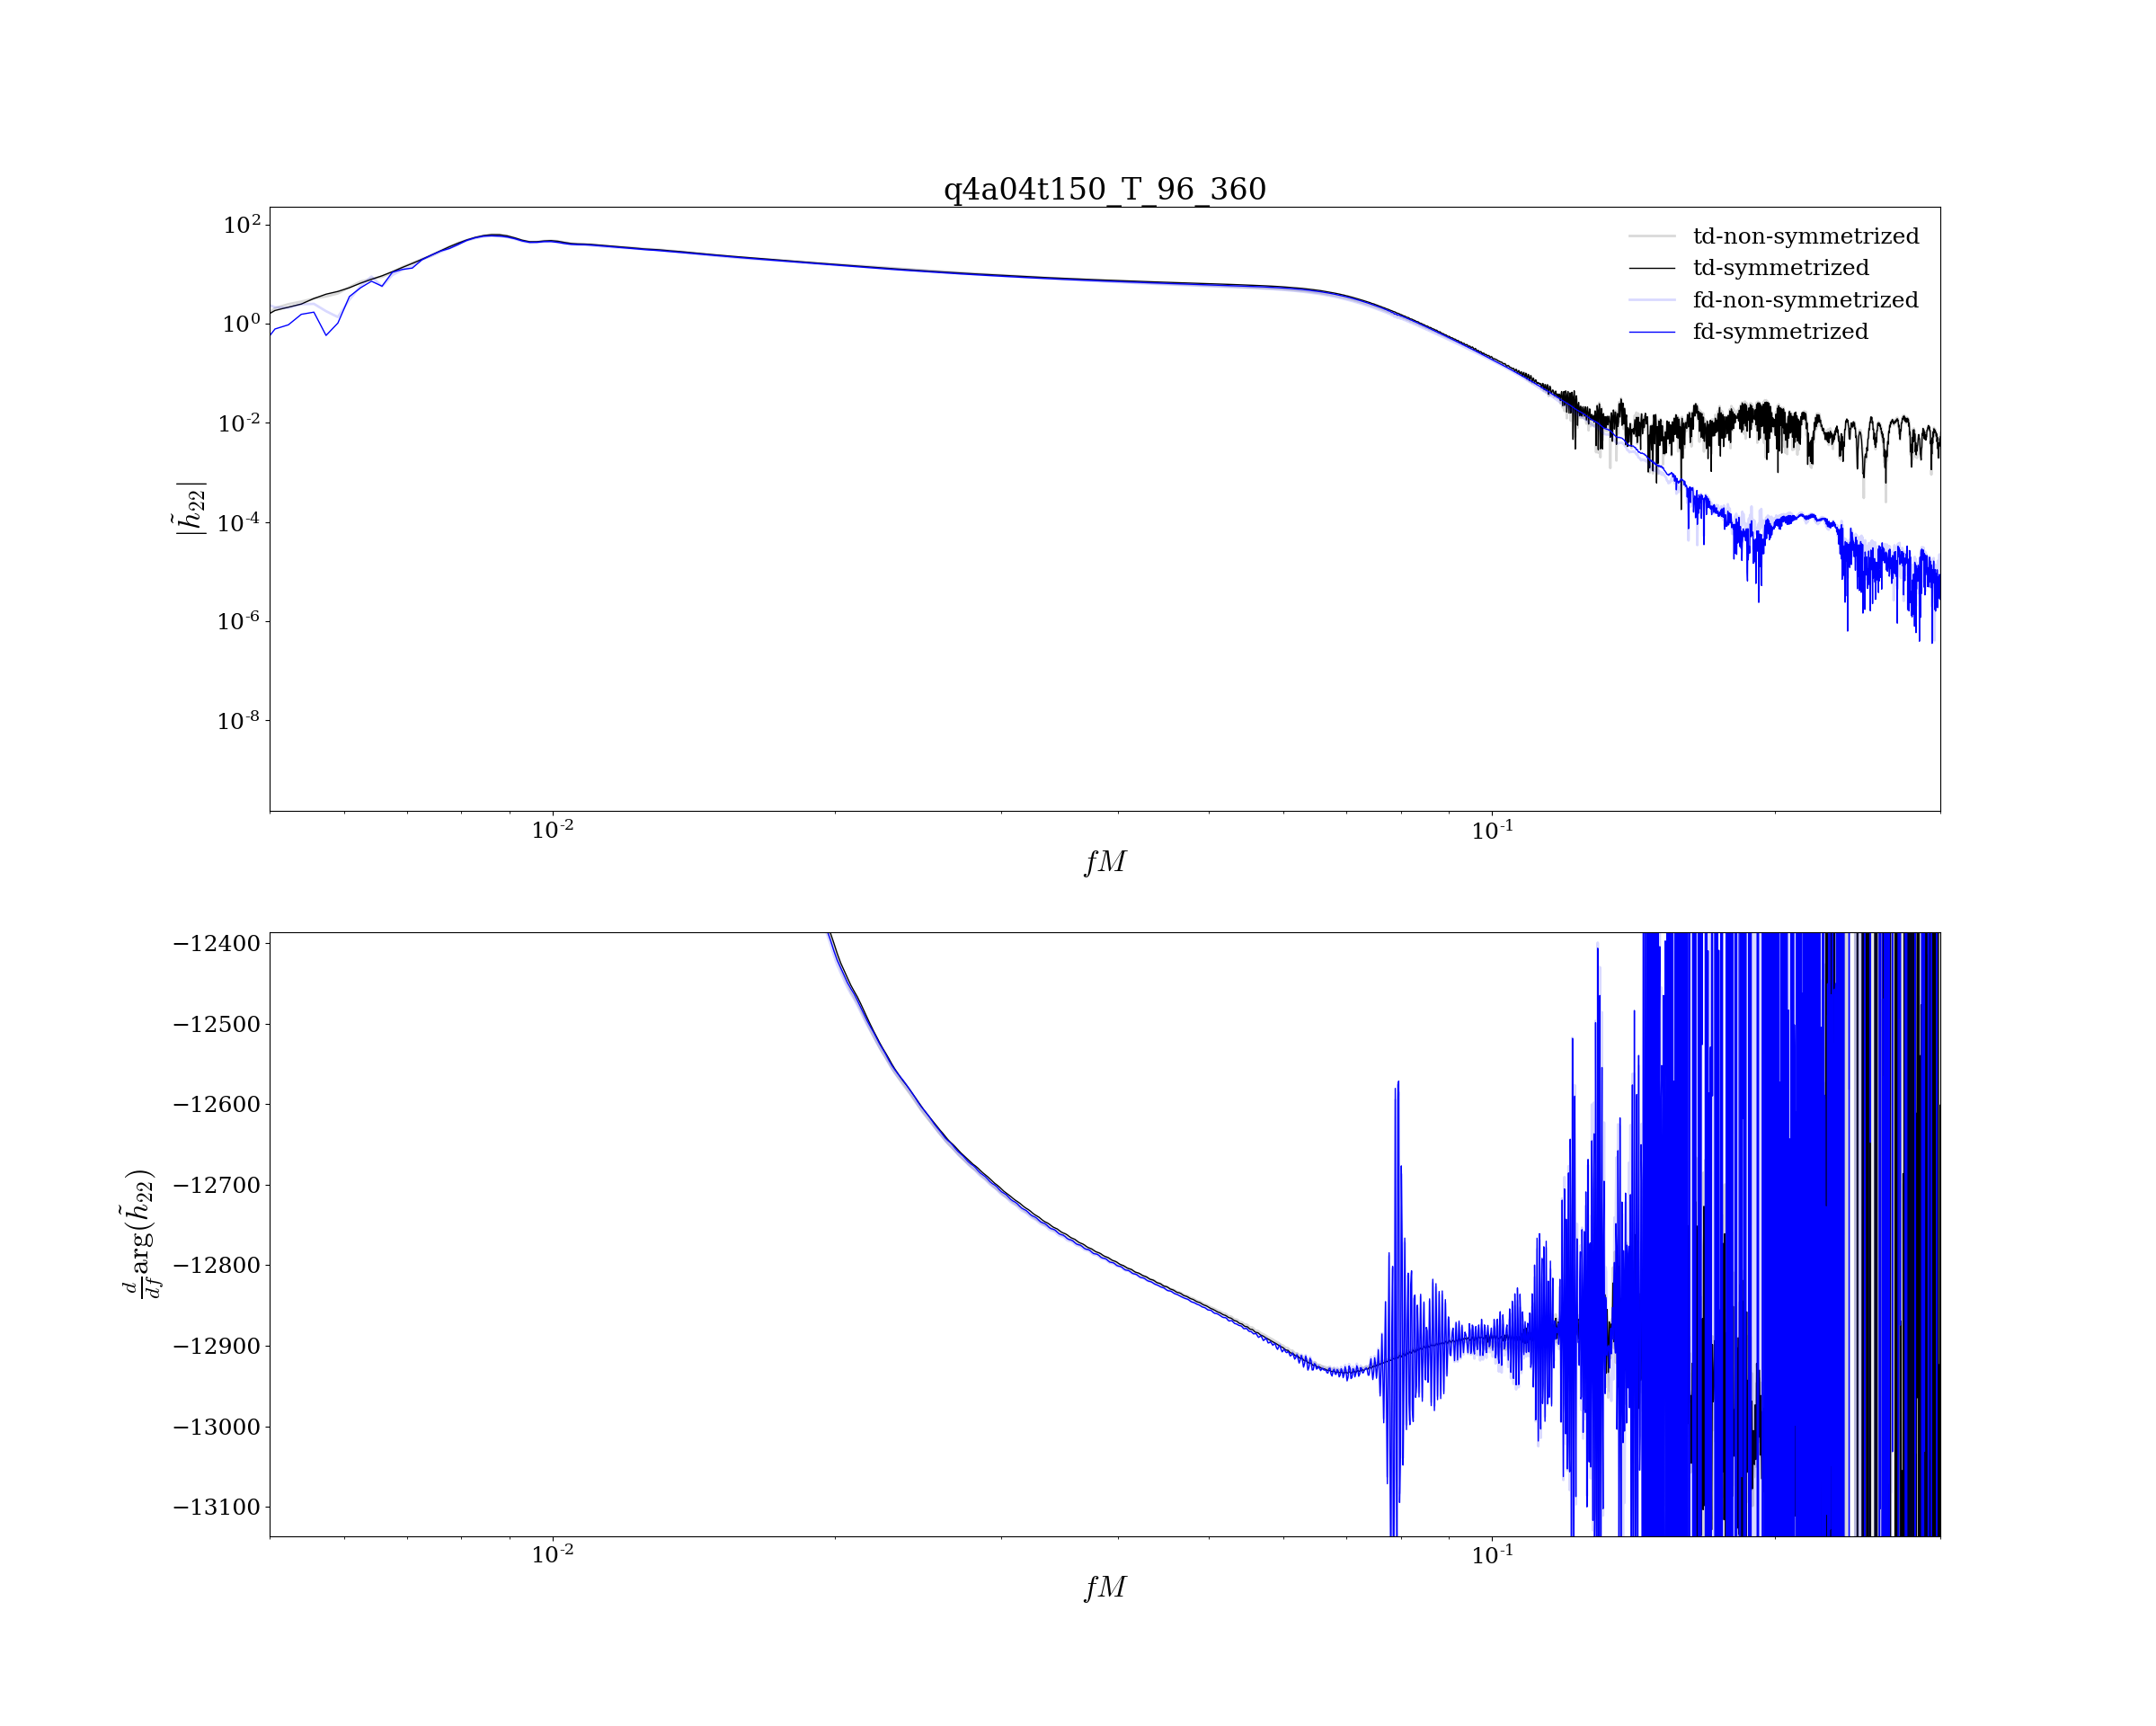 q4a04t150_T_96_360
10^2
10^0
10^-2
10^-4
10^-6
10^-8
|h̃_22|
td-non-symmetrized
td-symmetrized
fd-non-symmetrized
fd-symmetrized
10^-2
10^-1
fM
−12400
−12500
−12600
−12700
−12800
−12900
−13000
−13100
d/df arg(h̃_22)
10^-2
10^-1
fM